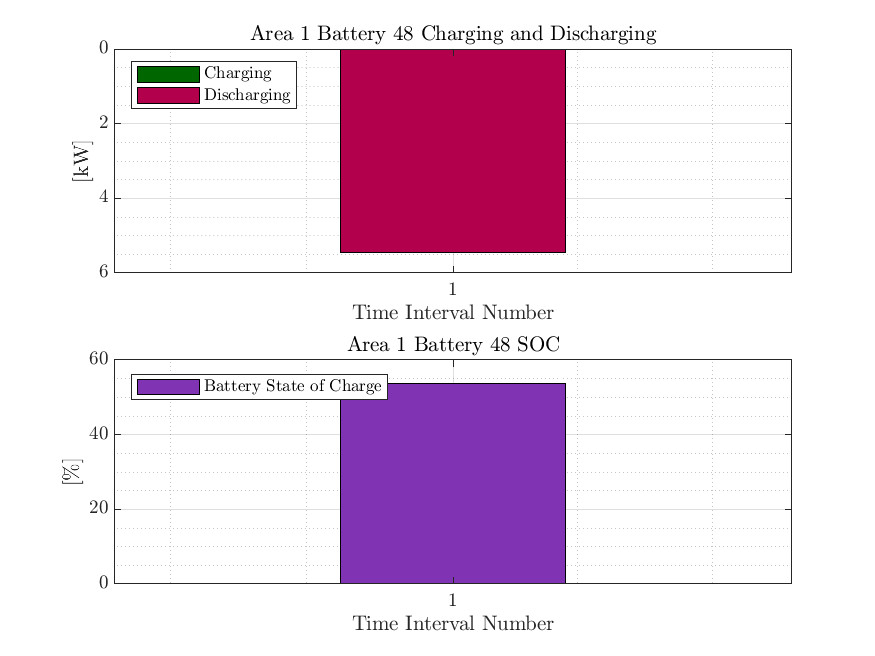 Area 1 Battery 48 Charging and Discharging
0
2
4
6
[kW]
Charging
Discharging
1
Time Interval Number
Area 1 Battery 48 SOC
60
40
20
0
[%]
Battery State of Charge
1
Time Interval Number